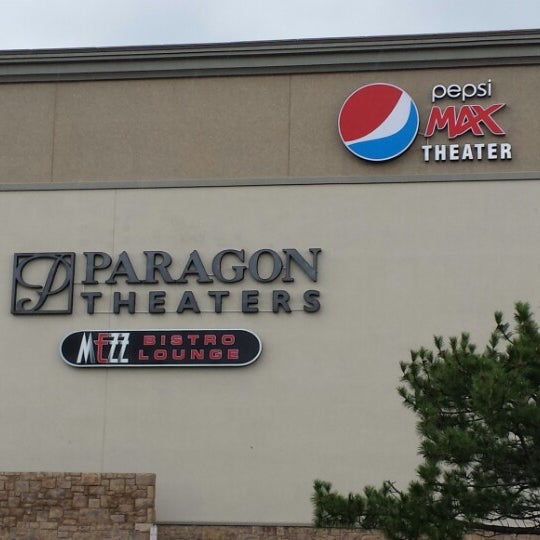 pepsi
MAX
THEATER
P PARAGON
THEATERS
MEZZ BISTRO
LOUNGE